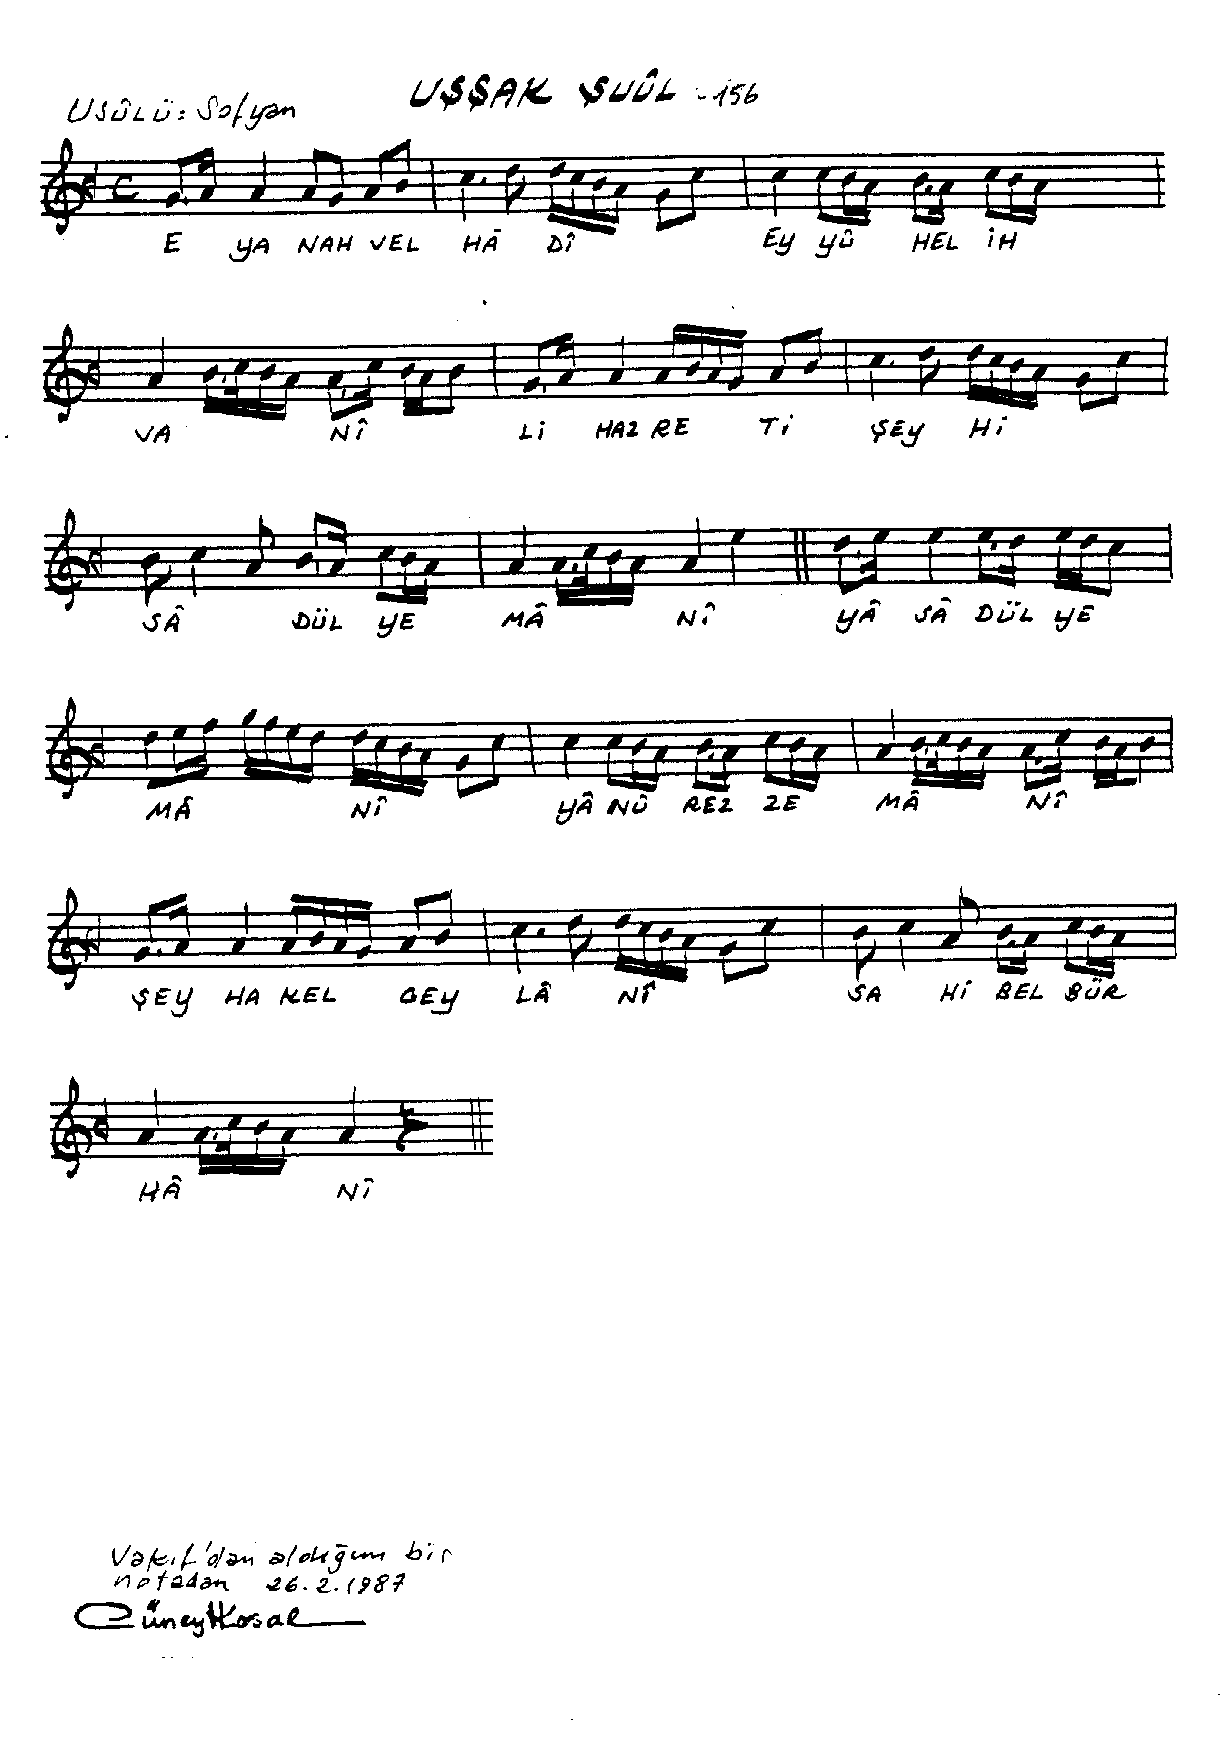 UŞŞAK ŞUÛL - 156
USÛLÜ: Sofyan
E YA NAH VEL HÂ DÎ EY YÛ HEL İH
VA NÎ Lİ HAZ RE Tİ ŞEY Hİ
SÂ DÜL YE MÂ NÎ YÂ SÂ DÜL YE
MÂ NÎ YÂ NÛ REZ ZE MÂ NÎ
ŞEY HA KEL GEY LÂ NÎ SA Hİ BEL BÜR
HÂ NÎ
Vakıf'dan aldığım bir
notadan 26.2.1987
Cüneyt Kosal